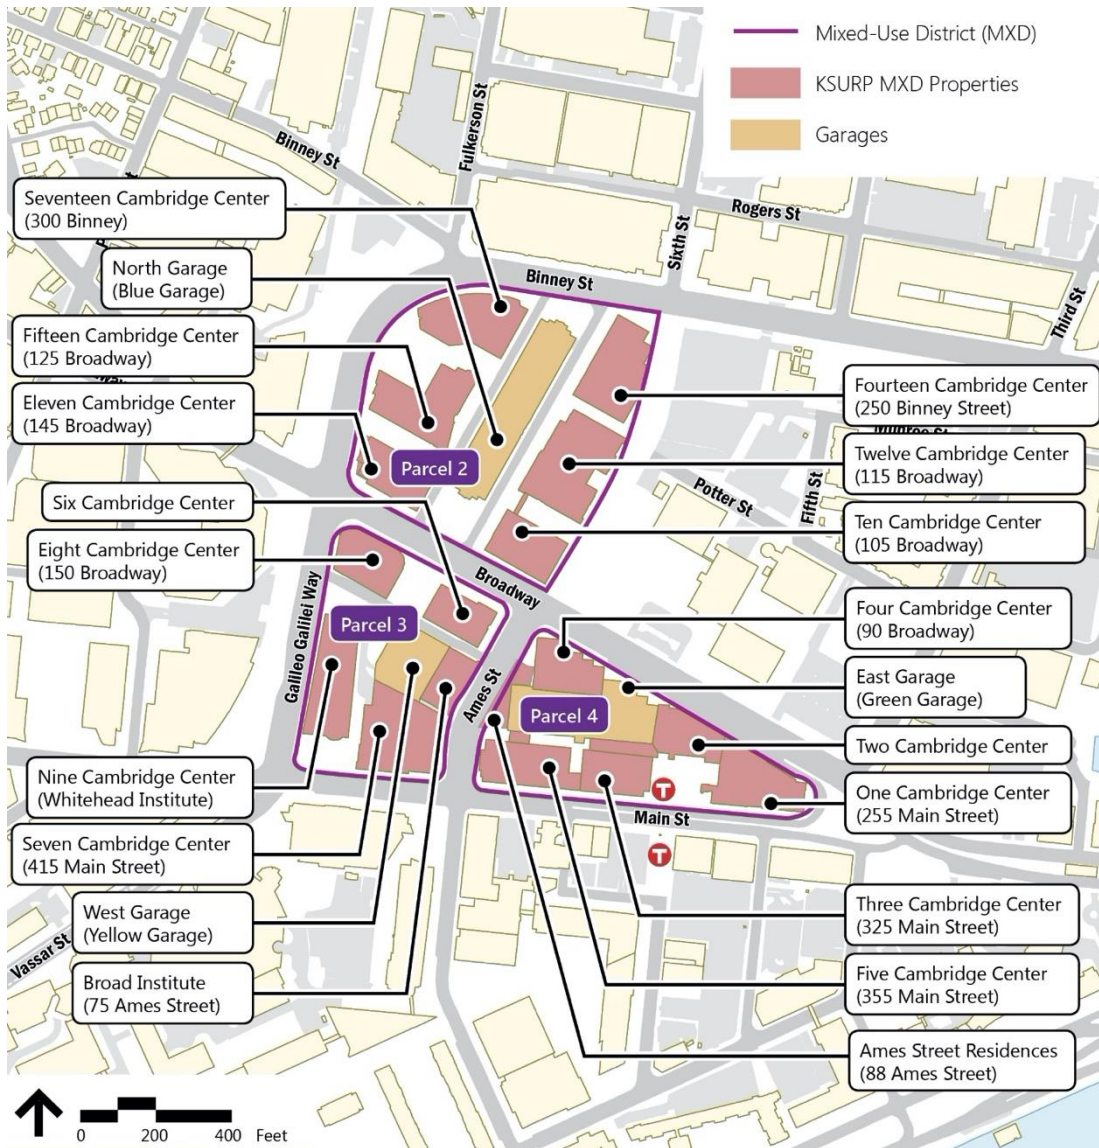 Mixed-Use District (MXD)
KSURP MXD Properties
Garages
Binney St
Fulkerson St
Rogers St
Sixth St
Third St
Binney St
Seventeen Cambridge Center
(300 Binney)
North Garage
(Blue Garage)
Fifteen Cambridge Center
(125 Broadway)
Eleven Cambridge Center
(145 Broadway)
Six Cambridge Center
Eight Cambridge Center
(150 Broadway)
Parcel 2
Fourteen Cambridge Center
(250 Binney Street)
Twelve Cambridge Center
(115 Broadway)
Ten Cambridge Center
(105 Broadway)
Potter St
Fifth St
Broadway
Galileo Galilei Way
Parcel 3
Ames St
Parcel 4
Four Cambridge Center
(90 Broadway)
East Garage
(Green Garage)
Two Cambridge Center
One Cambridge Center
(255 Main Street)
T
Main St
T
Nine Cambridge Center
(Whitehead Institute)
Seven Cambridge Center
(415 Main Street)
West Garage
(Yellow Garage)
Broad Institute
(75 Ames Street)
Vassar St
Three Cambridge Center
(325 Main Street)
Five Cambridge Center
(355 Main Street)
Ames Street Residences
(88 Ames Street)
0 200 400 Feet